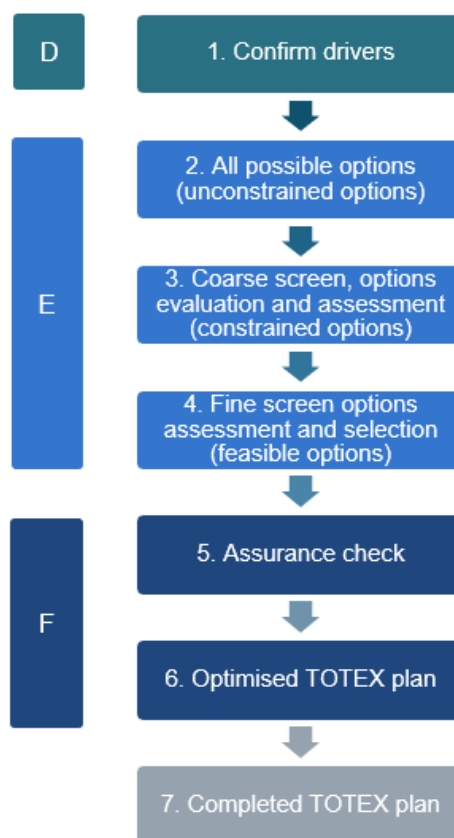 D
1. Confirm drivers
2. All possible options
(unconstrained options)
E
3. Coarse screen, options
evaluation and assessment
(constrained options)
4. Fine screen options
assessment and selection
(feasible options)
F
5. Assurance check
6. Optimised TOTEX plan
7. Completed TOTEX plan